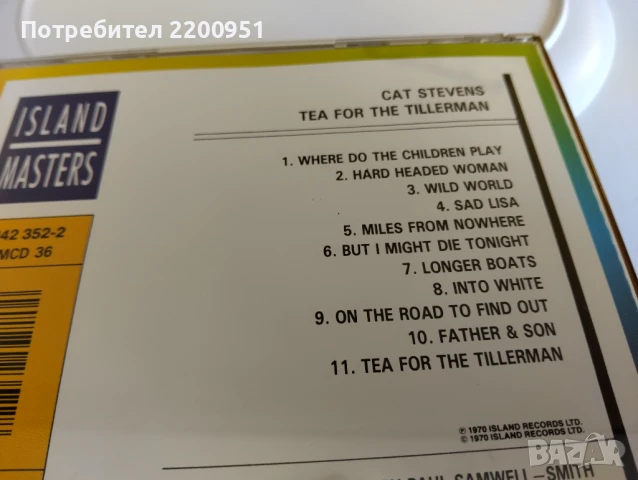 Потребител 2200951
ISLAND
MASTERS
CAT STEVENS
TEA FOR THE TILLERMAN
1. WHERE DO THE CHILDREN PLAY
2. HARD HEADED WOMAN
3. WILD WORLD
4. SAD LISA
5. MILES FROM NOWHERE
6. BUT I MIGHT DIE TONIGHT
7. LONGER BOATS
8. INTO WHITE
9. ON THE ROAD TO FIND OUT
10. FATHER & SON
11. TEA FOR THE TILLERMAN
42 352-2
MCD 36
℗ 1970 ISLAND RECORDS LTD.
© 1970 ISLAND RECORDS LTD.
PAUL SAMWELL-SMITH
BAZAR